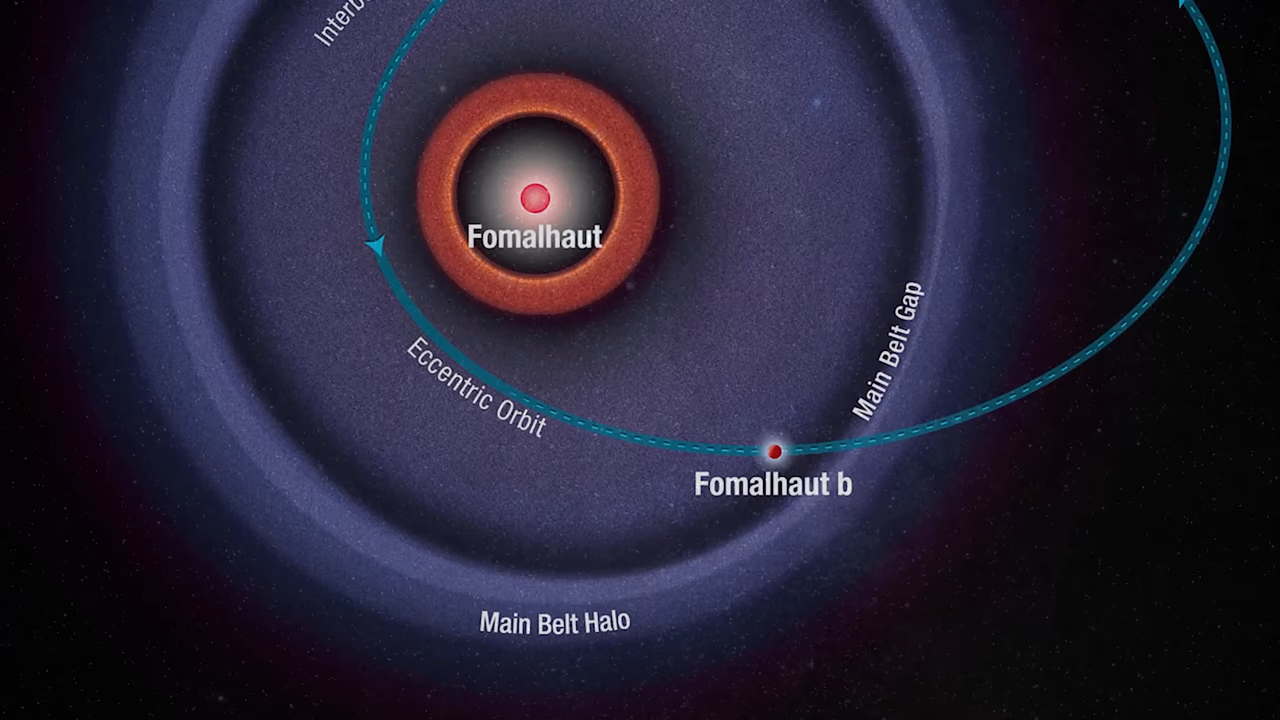 Fomalhaut
Main Belt Gap
Eccentric Orbit
Fomalhaut b
Main Belt Halo